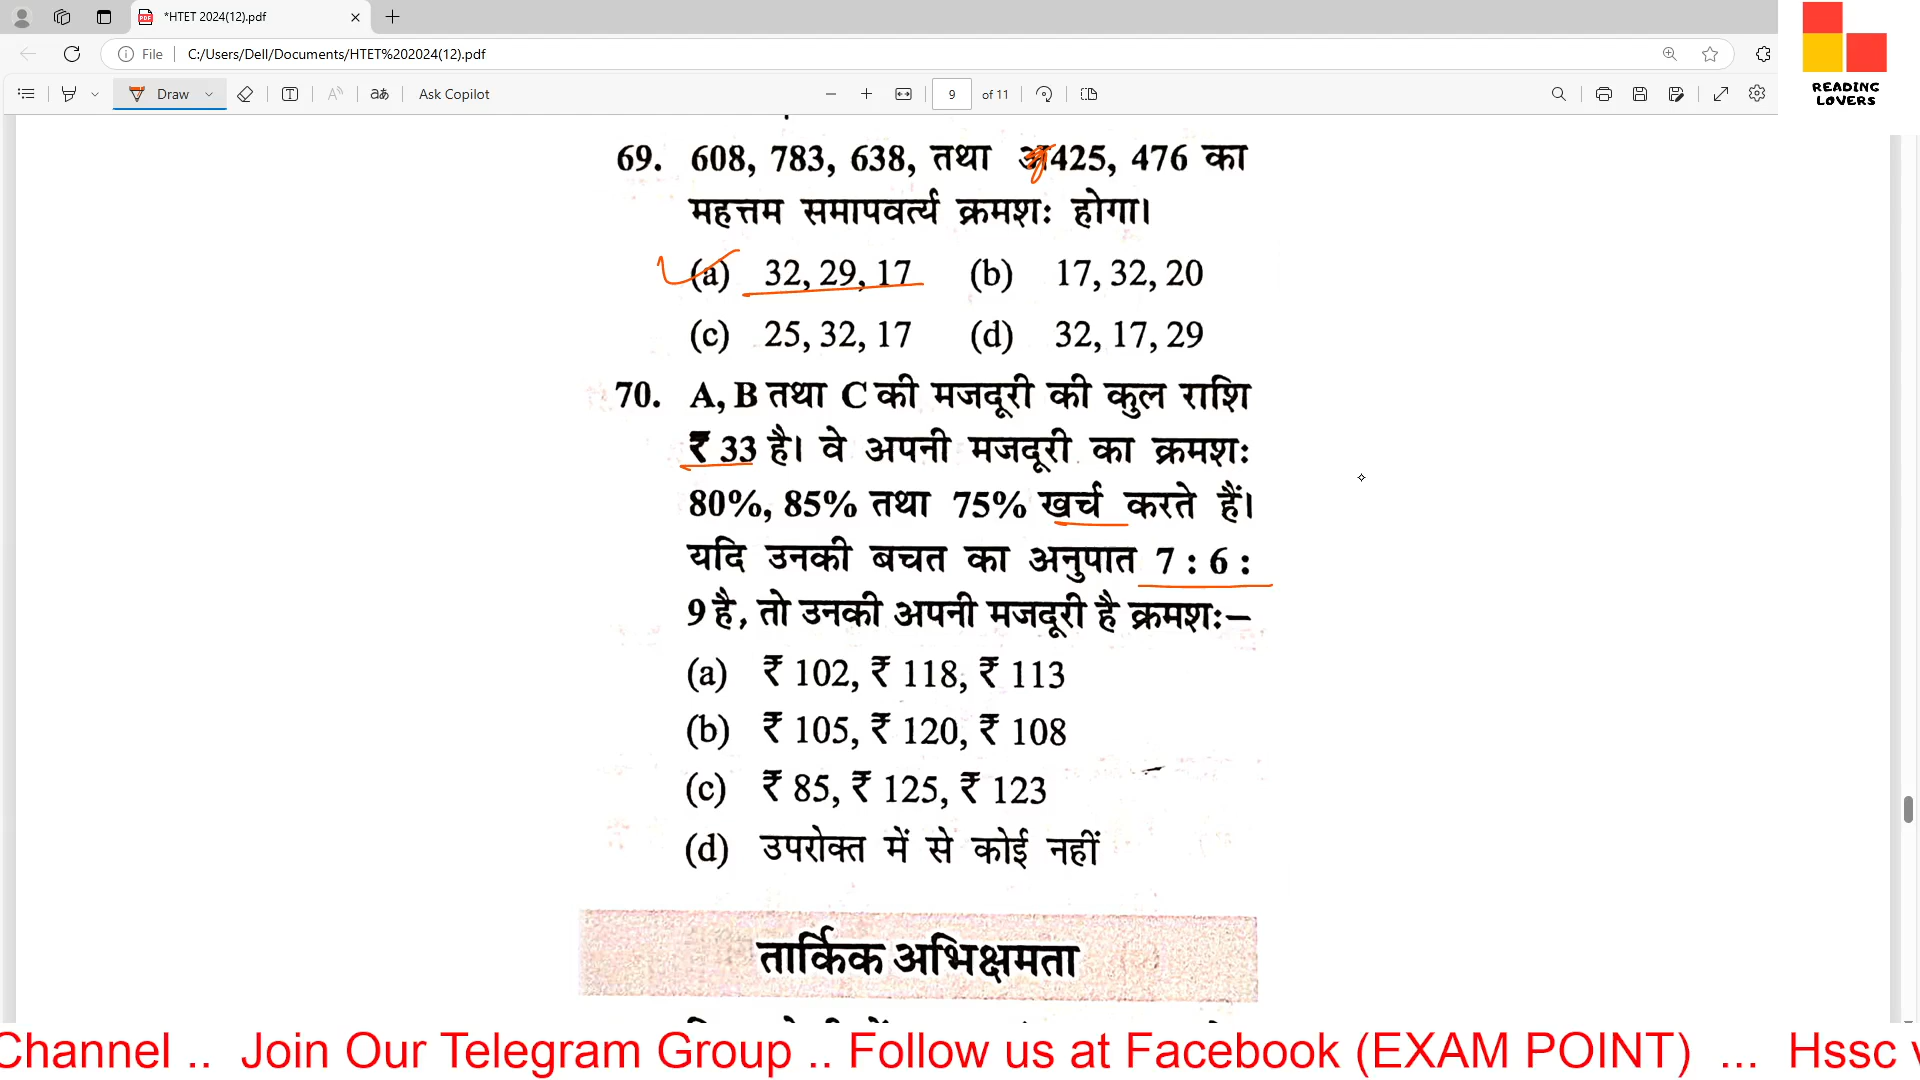 *HTET 2024(12).pdf
File C:/Users/Dell/Documents/HTET%202024(12).pdf
Draw aあ Ask Copilot 9 of 11
READING
LOVERS
69. 608, 783, 638, तथा 425, 476 का
महत्तम समापवर्त्य क्रमशः होगा।
(a) 32, 29, 17 (b) 17, 32, 20
(c) 25, 32, 17 (d) 32, 17, 29
70. A, B तथा C की मजदूरी की कुल राशि
₹ 33 है। वे अपनी मजदूरी का क्रमशः
80%, 85% तथा 75% खर्च करते हैं।
यदि उनकी बचत का अनुपात 7 : 6 :
9 है, तो उनकी अपनी मजदूरी है क्रमशः–
(a) ₹ 102, ₹ 118, ₹ 113
(b) ₹ 105, ₹ 120, ₹ 108
(c) ₹ 85, ₹ 125, ₹ 123
(d) उपरोक्त में से कोई नहीं
तार्किक अभिक्षमता
Channel .. Join Our Telegram Group .. Follow us at Facebook (EXAM POINT) ... Hssc